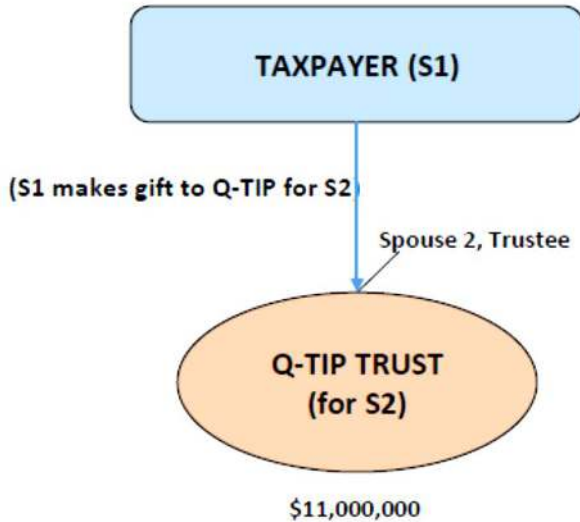 TAXPAYER (S1)
(S1 makes gift to Q-TIP for S2)
Spouse 2, Trustee
Q-TIP TRUST
(for S2)
$11,000,000